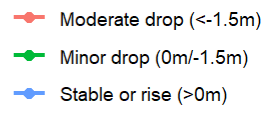 Moderate drop (<-1.5m)
Minor drop (0m/-1.5m)
Stable or rise (>0m)